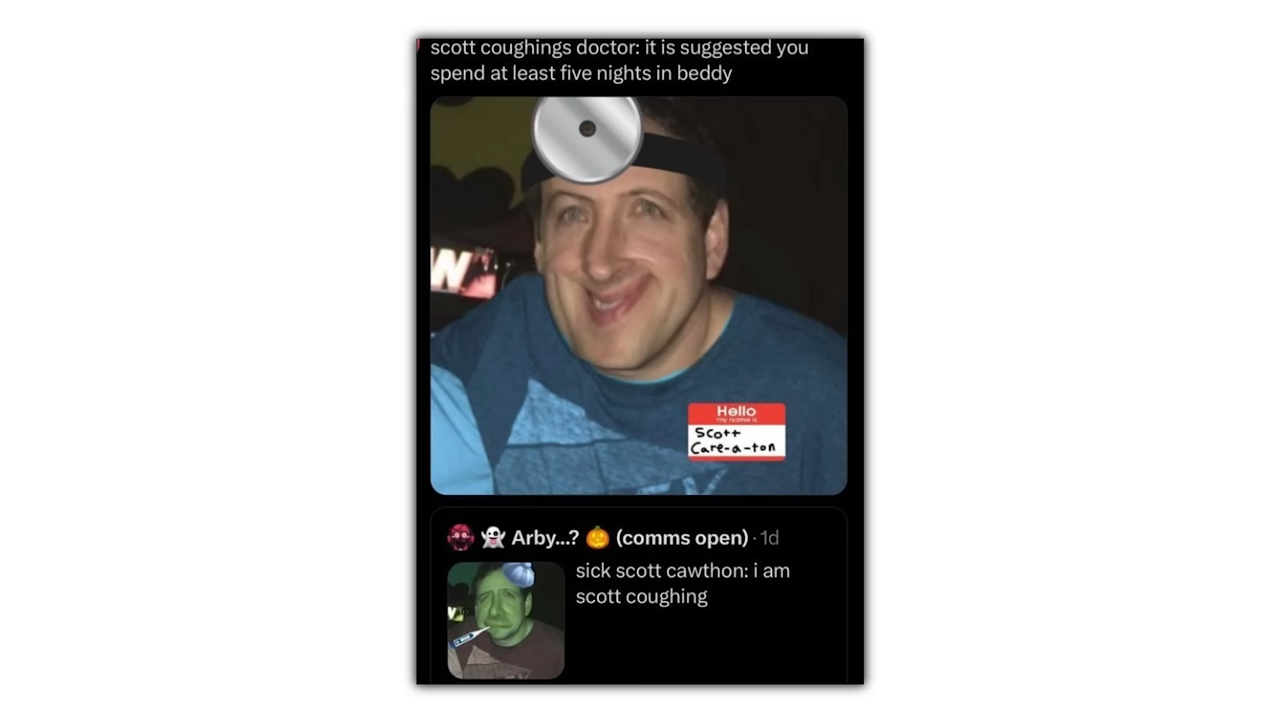 scott coughings doctor: it is suggested you
spend at least five nights in beddy
W
Hello
my name is
Scott
Care-a-ton
👻 Arby...? 🎃 (comms open) · 1d
sick scott cawthon: i am
scott coughing